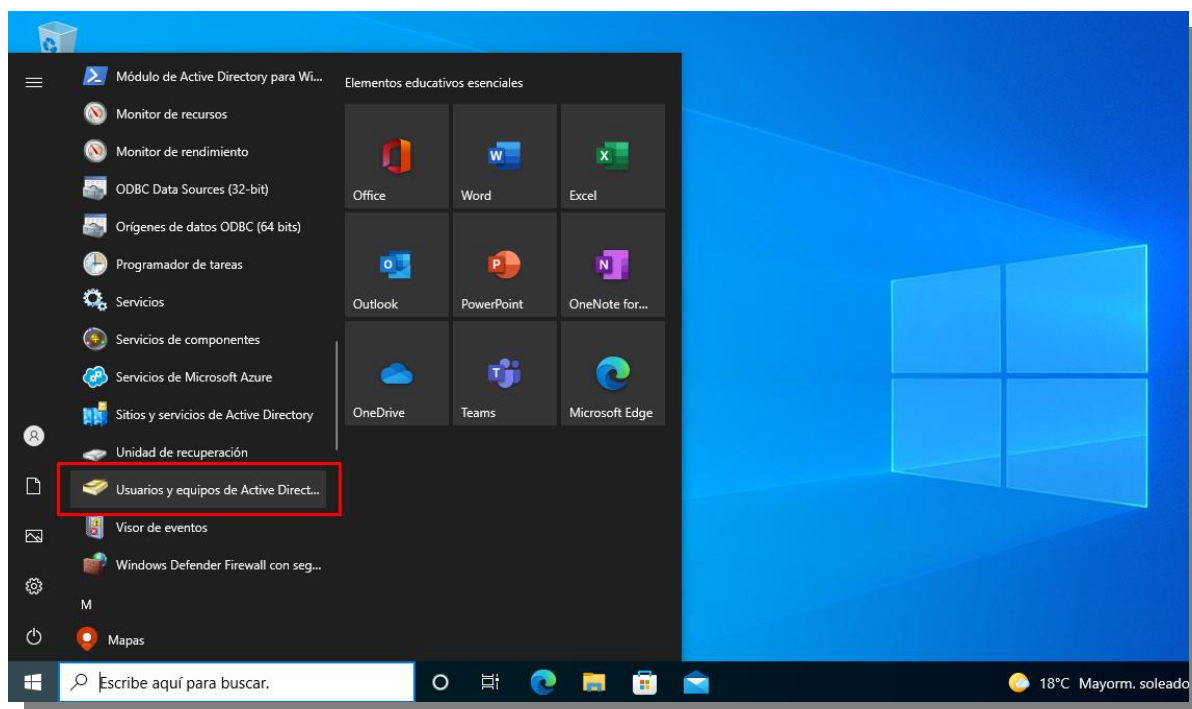 Módulo de Active Directory para Wi...
Monitor de recursos
Monitor de rendimiento
ODBC Data Sources (32-bit)
Orígenes de datos ODBC (64 bits)
Programador de tareas
Servicios
Servicios de componentes
Servicios de Microsoft Azure
Sitios y servicios de Active Directory
Unidad de recuperación
Usuarios y equipos de Active Direct...
Visor de eventos
Windows Defender Firewall con seg...
M
Mapas
Elementos educativos esenciales
Office
Word
Excel
Outlook
PowerPoint
OneNote for...
OneDrive
Teams
Microsoft Edge
Escribe aquí para buscar.
18°C Mayorm. soleado